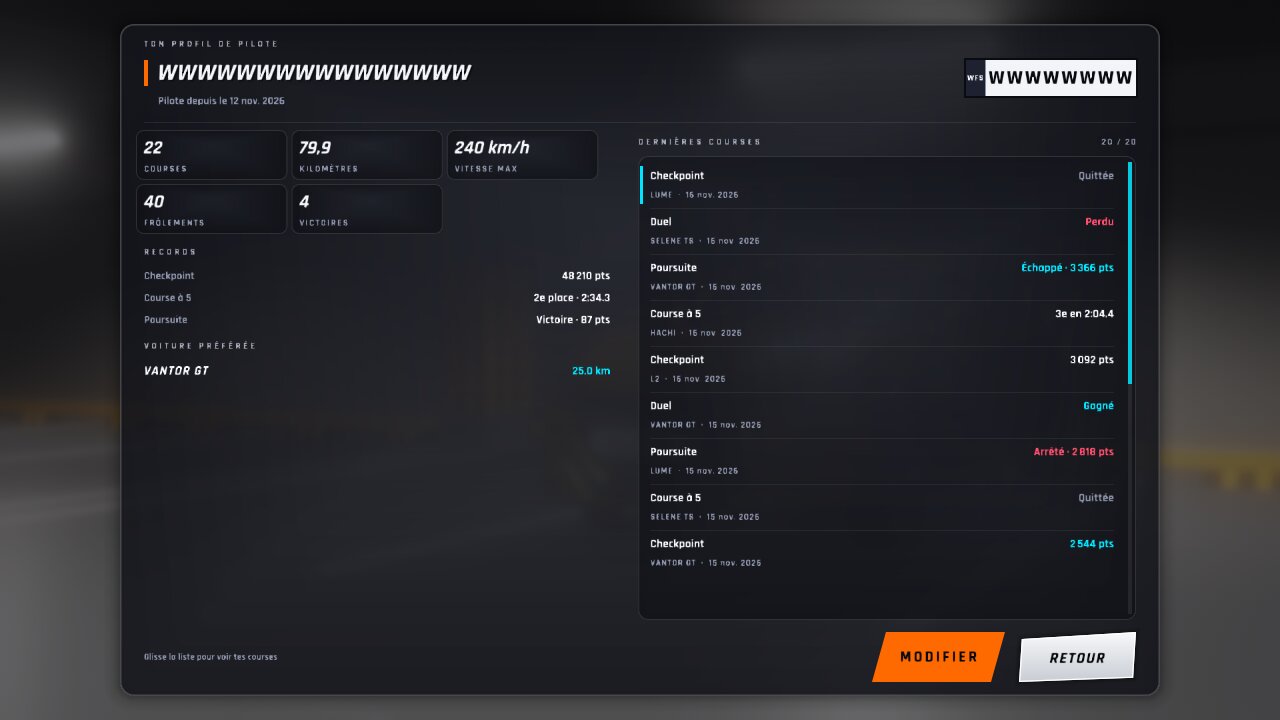 TON PROFIL DE PILOTE
WWWWWWWWWWWWWWWW
Pilote depuis le 12 nov. 2026
WFS WWWWWWWW
22
COURSES
79,9
KILOMÈTRES
240 km/h
VITESSE MAX
40
FRÔLEMENTS
4
VICTOIRES
RECORDS
Checkpoint 48 210 pts
Course à 5 2e place · 2:34.3
Poursuite Victoire · 87 pts
VOITURE PRÉFÉRÉE
VANTOR GT 25.0 km
DERNIÈRES COURSES 20 / 20
Checkpoint Quittée
LUME · 16 nov. 2026
Duel Perdu
SELENE TS · 16 nov. 2026
Poursuite Échappé · 3 366 pts
VANTOR GT · 16 nov. 2026
Course à 5 3e en 2:04.4
HACHI · 16 nov. 2026
Checkpoint 3 092 pts
L2 · 16 nov. 2026
Duel Gagné
VANTOR GT · 15 nov. 2026
Poursuite Arrêté · 2 818 pts
LUME · 15 nov. 2026
Course à 5 Quittée
SELENE TS · 15 nov. 2026
Checkpoint 2 544 pts
VANTOR GT · 15 nov. 2026
Glisse la liste pour voir tes courses
MODIFIER
RETOUR